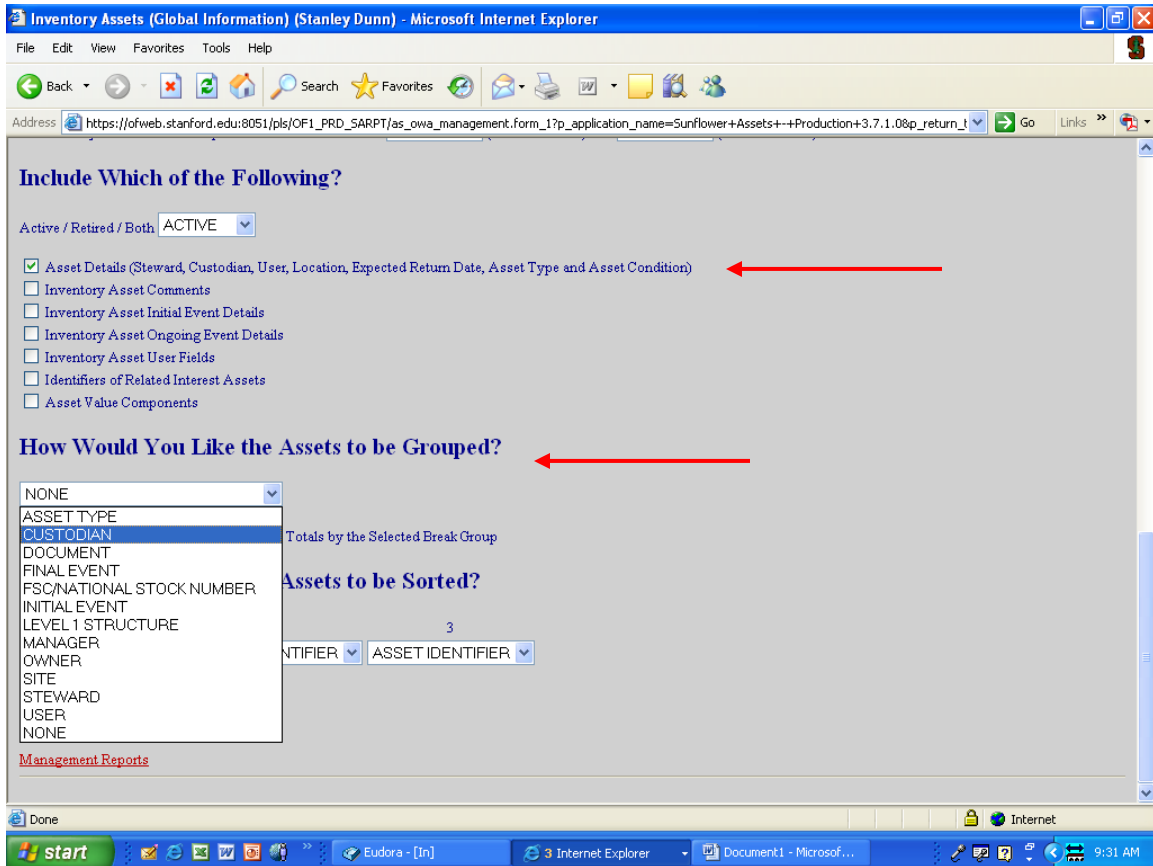 Inventory Assets (Global Information) (Stanley Dunn) - Microsoft Internet Explorer
File Edit View Favorites Tools Help
Back Search Favorites
Address https://ofweb.stanford.edu:8051/pls/OF1_PRD_SARPT/as_owa_management.form_1?p_application_name=Sunflower+Assets+-+Production+3.7.1.0&p_return_t Go Links »
Include Which of the Following?
Active / Retired / Both ACTIVE
Asset Details (Steward, Custodian, User, Location, Expected Return Date, Asset Type and Asset Condition)
Inventory Asset Comments
Inventory Asset Initial Event Details
Inventory Asset Ongoing Event Details
Inventory Asset User Fields
Identifiers of Related Interest Assets
Asset Value Components
How Would You Like the Assets to be Grouped?
NONE
ASSET TYPE
CUSTODIAN
Totals by the Selected Break Group
DOCUMENT
FINAL EVENT
FSC/NATIONAL STOCK NUMBER
Assets to be Sorted?
INITIAL EVENT
LEVEL 1 STRUCTURE
3
MANAGER
OWNER
NTIFIER ASSET IDENTIFIER
SITE
STEWARD
USER
NONE
Management Reports
Done Internet
start » Eudora - [In] 3 Internet Explorer Document1 - Microsof... 9:31 AM